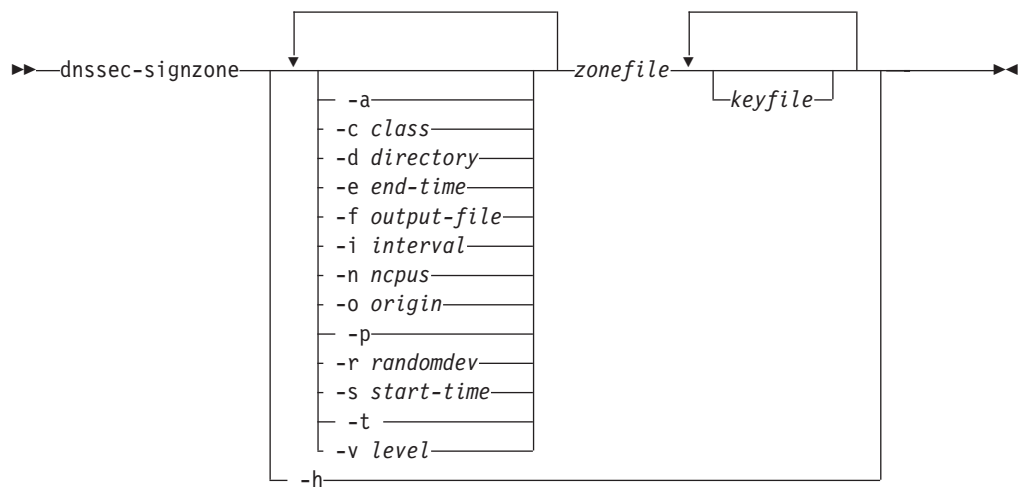 dnssec-signzone zonefile
keyfile
-a
-c class
-d directory
-e end-time
-f output-file
-i interval
-n ncpus
-o origin
-p
-r randomdev
-s start-time
-t
-v level
-h